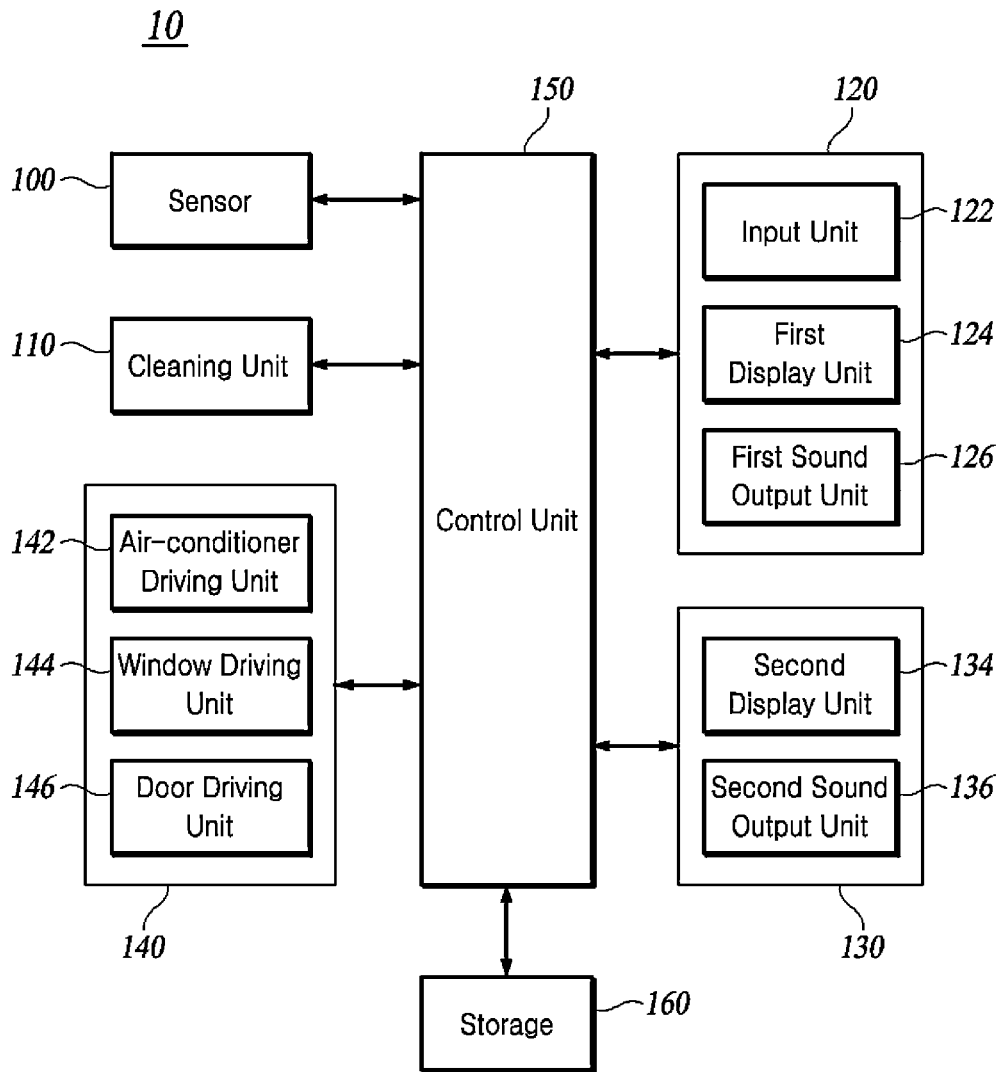 10
150
120
100
Sensor
Input Unit
122
110
Cleaning Unit
First
Display Unit
124
First Sound
Output Unit
126
Control Unit
142
Air-conditioner
Driving Unit
144
Window Driving
Unit
146
Door Driving
Unit
140
Second
Display Unit
134
Second Sound
Output Unit
136
130
Storage
160